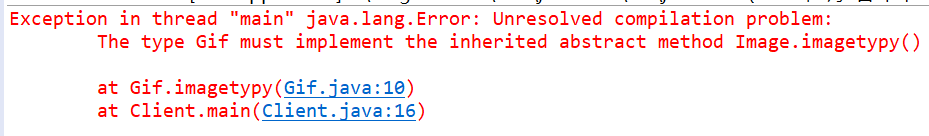 Exception in thread "main" java.lang.Error: Unresolved compilation problem:
The type Gif must implement the inherited abstract method Image.imagetypy()
at Gif.imagetypy(Gif.java:10)
at Client.main(Client.java:16)